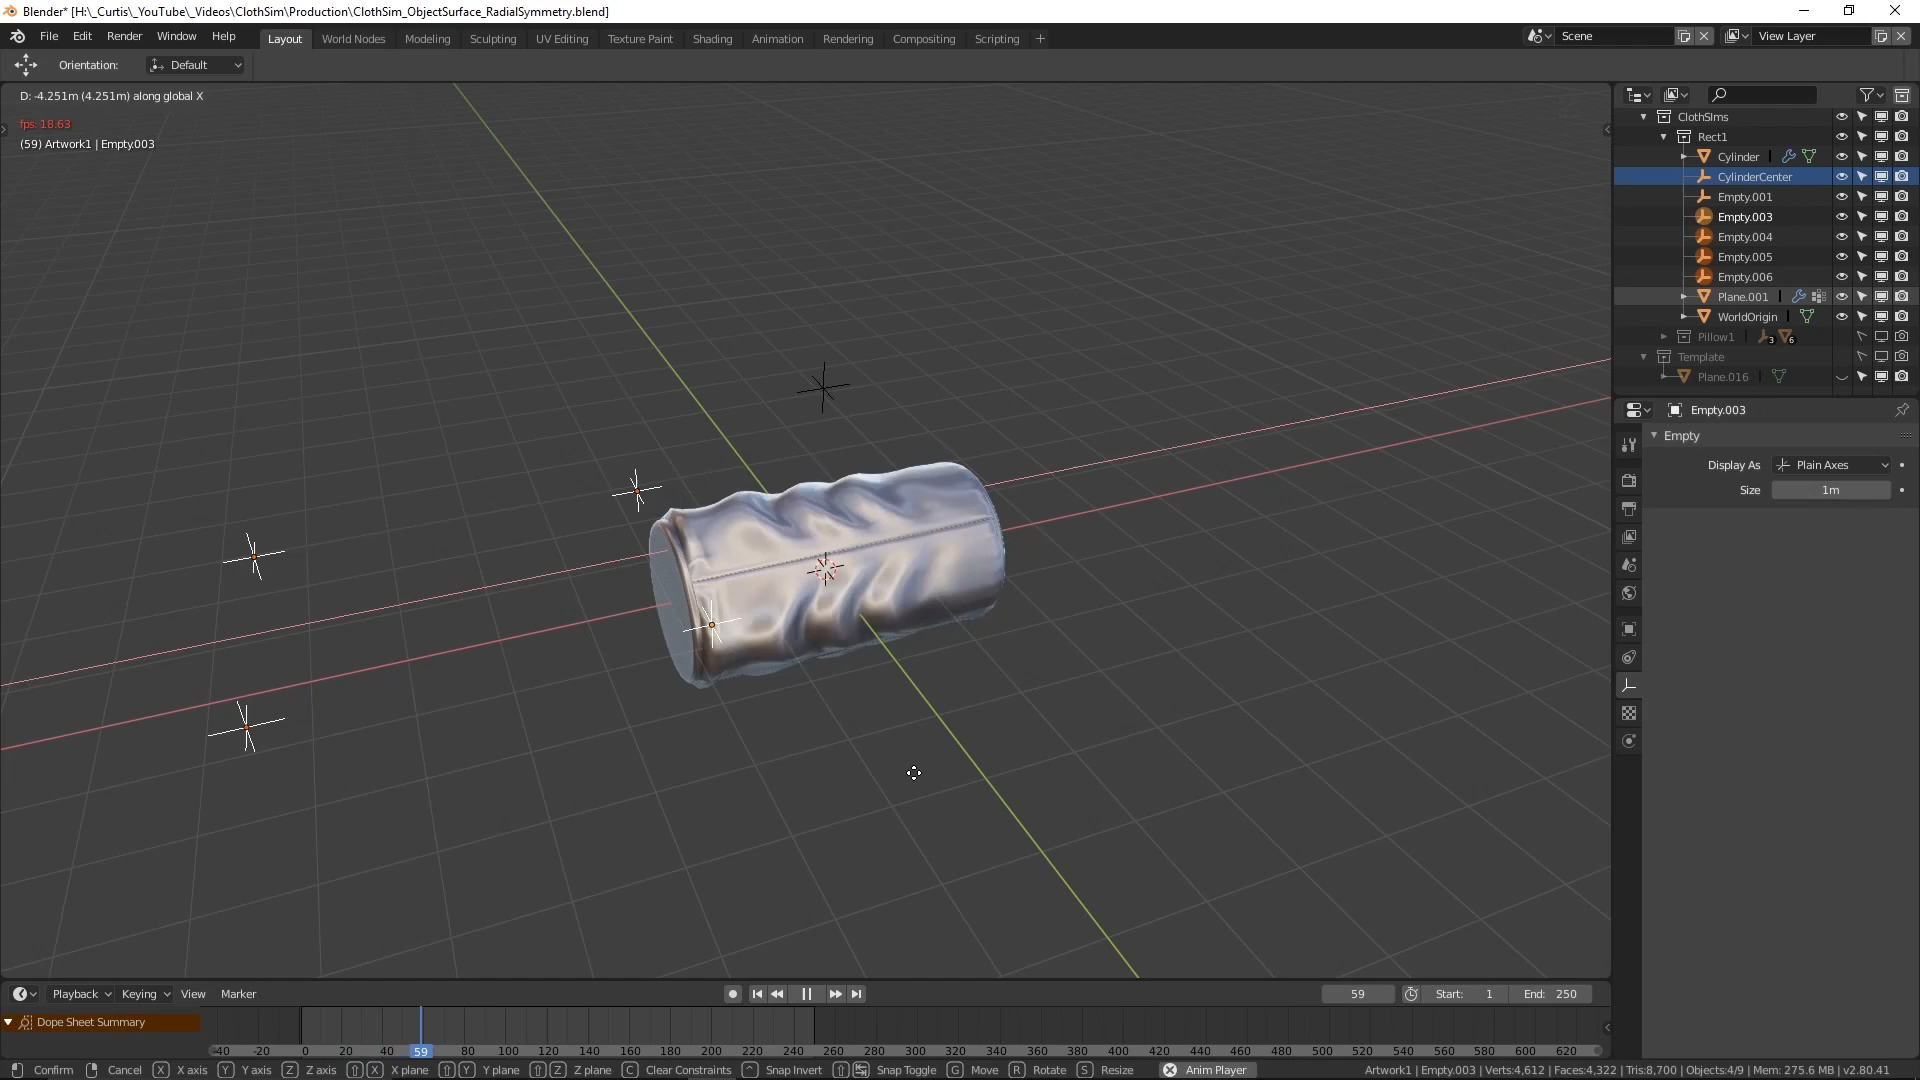 Blender* [H:\_Curtis\_YouTube\_Videos\ClothSim\Production\ClothSim_ObjectSurface_RadialSymmetry.blend]
File Edit Render Window Help Layout World Nodes Modeling Sculpting UV Editing Texture Paint Shading Animation Rendering Compositing Scripting + Scene View Layer
Orientation: Default
D: -4.251m (4.251m) along global X
fps: 18.63
(59) Artwork1 | Empty.003
ClothSIms
Rect1
Cylinder
CylinderCenter
Empty.001
Empty.003
Empty.004
Empty.005
Empty.006
Plane.001
WorldOrigin
Pillow1 3 6
Template
Plane.016
Empty.003
Empty
Display As Plain Axes
Size 1m
Playback Keying View Marker 59 Start: 1 End: 250
Dope Sheet Summary
-40 -20 0 20 40 59 80 100 120 140 160 180 200 220 240 260 280 300 320 340 360 380 400 420 440 460 480 500 520 540 560 580 600 620
Confirm Cancel X X axis Y Y axis Z Z axis X X plane Y Y plane Z Z plane C Clear Constraints ^ Snap Invert Snap Toggle G Move R Rotate S Resize Anim Player Artwork1 | Empty.003 | Verts:4,612 | Faces:4,322 | Tris:8,700 | Objects:4/9 | Mem: 275.6 MB | v2.80.41